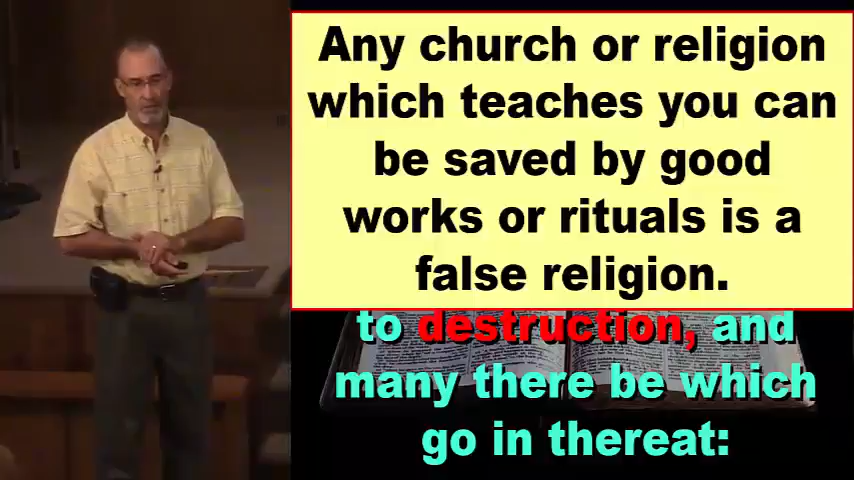 Any church or religion
which teaches you can
be saved by good
works or rituals is a
false religion.
to destruction, and
many there be which
go in thereat: